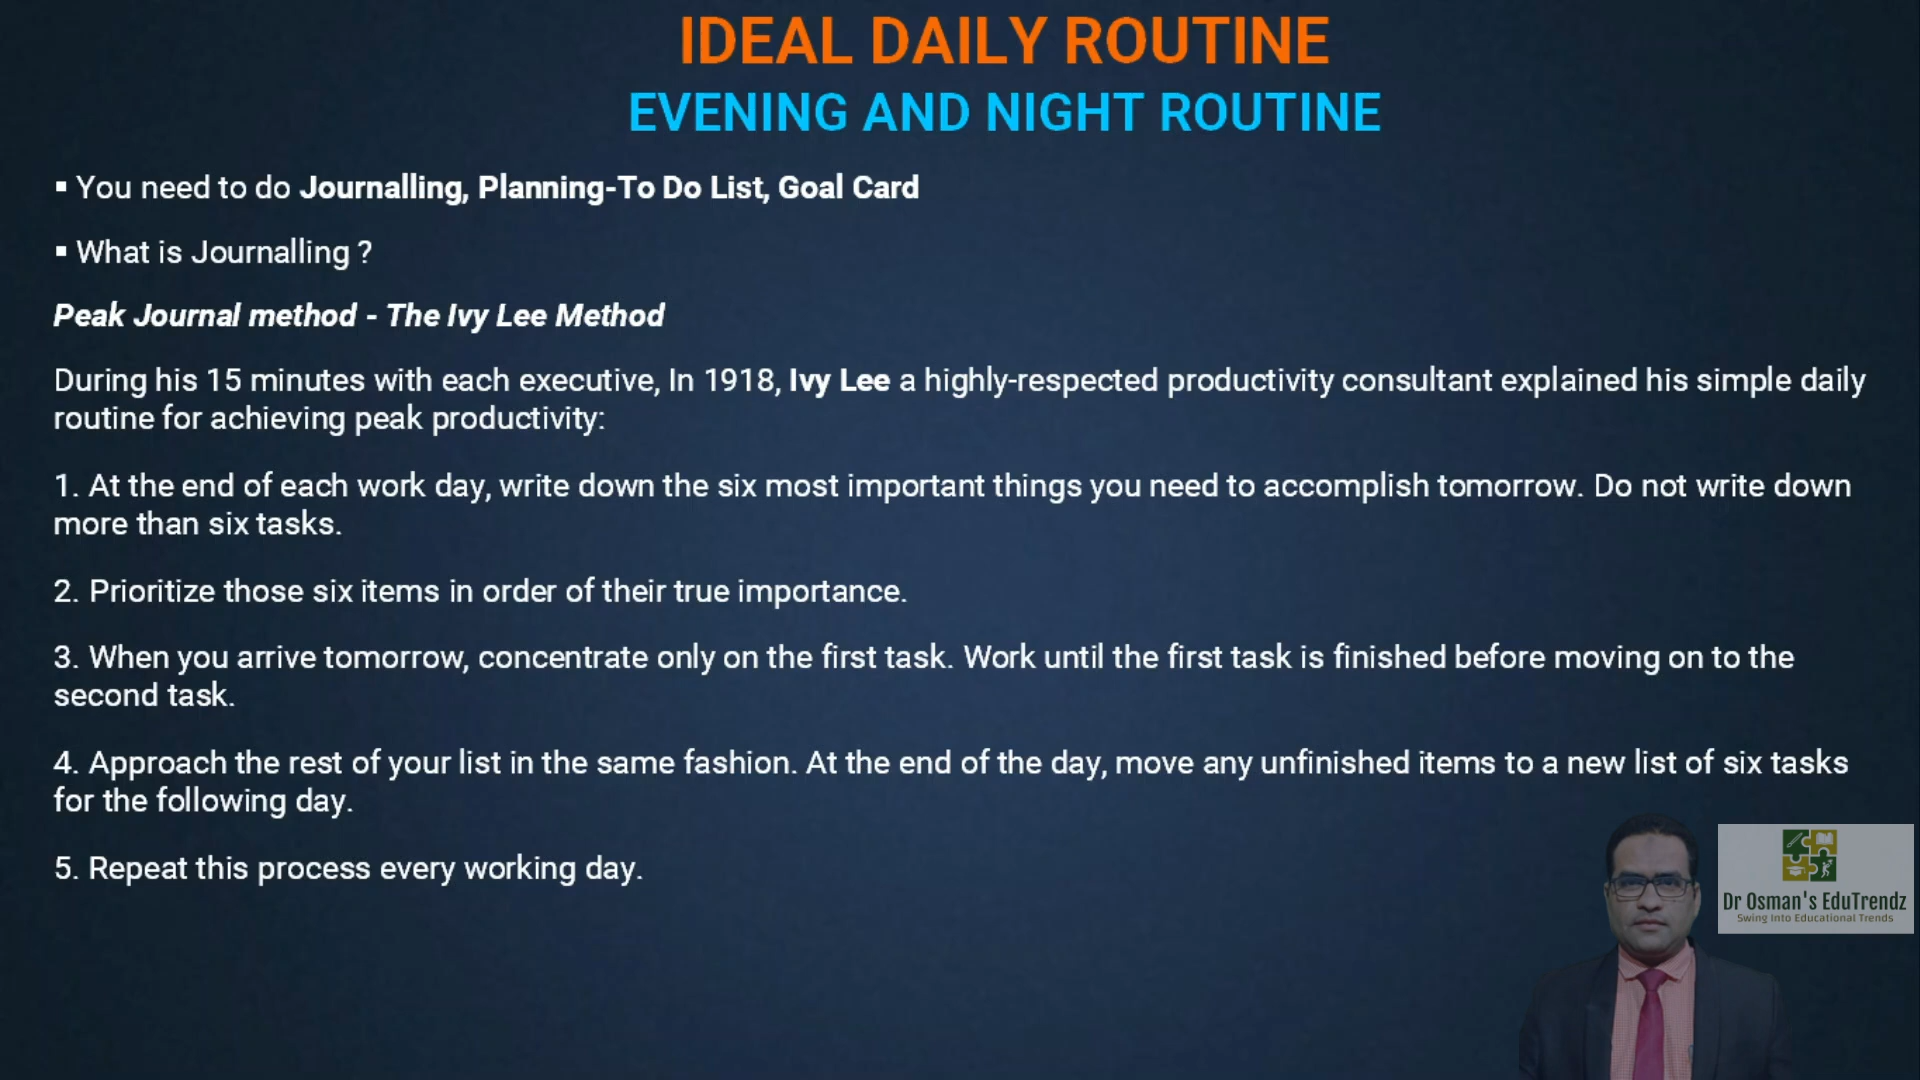 IDEAL DAILY ROUTINE
EVENING AND NIGHT ROUTINE
▪ You need to do Journalling, Planning-To Do List, Goal Card
▪ What is Journalling ?
Peak Journal method - The Ivy Lee Method
During his 15 minutes with each executive, In 1918, Ivy Lee a highly-respected productivity consultant explained his simple daily
routine for achieving peak productivity:
1. At the end of each work day, write down the six most important things you need to accomplish tomorrow. Do not write down
more than six tasks.
2. Prioritize those six items in order of their true importance.
3. When you arrive tomorrow, concentrate only on the first task. Work until the first task is finished before moving on to the
second task.
4. Approach the rest of your list in the same fashion. At the end of the day, move any unfinished items to a new list of six tasks
for the following day.
5. Repeat this process every working day.
Dr Osman's EduTrendz
Swing Into Educational Trends